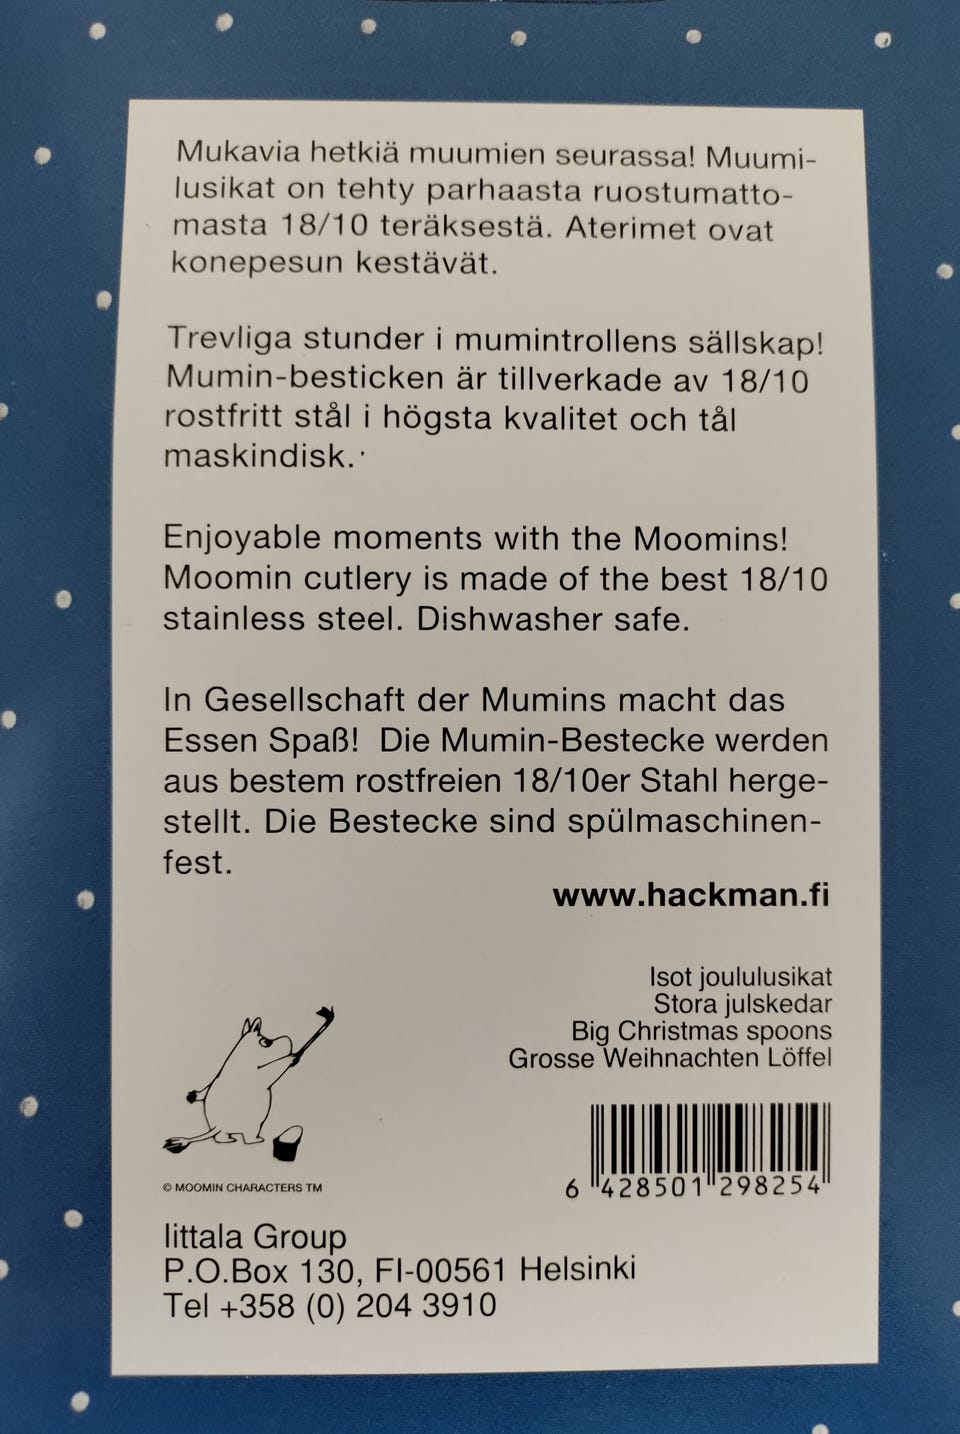 Mukavia hetkiä muumien seurassa! Muumi-
lusikat on tehty parhaasta ruostumatto-
masta 18/10 teräksestä. Aterimet ovat
konepesun kestävät.
Trevliga stunder i mumintrollens sällskap!
Mumin-besticken är tillverkade av 18/10
rostfritt stål i högsta kvalitet och tål
maskindisk.
Enjoyable moments with the Moomins!
Moomin cutlery is made of the best 18/10
stainless steel. Dishwasher safe.
In Gesellschaft der Mumins macht das
Essen Spaß! Die Mumin-Bestecke werden
aus bestem rostfreien 18/10er Stahl herge-
stellt. Die Bestecke sind spülmaschinen-
fest.
www.hackman.fi
Isot joululusikat
Stora julskedar
Big Christmas spoons
Grosse Weihnachten Löffel
6 428501 298254
© MOOMIN CHARACTERS TM
Iittala Group
P.O.Box 130, FI-00561 Helsinki
Tel +358 (0) 204 3910